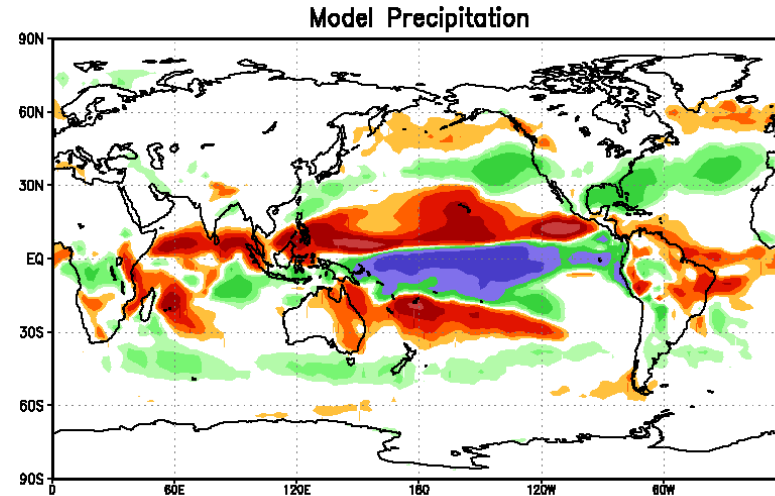 Model Precipitation
90N
60N
30N
EQ
30S
60S
90S
0 60E 120E 180 120W 60W